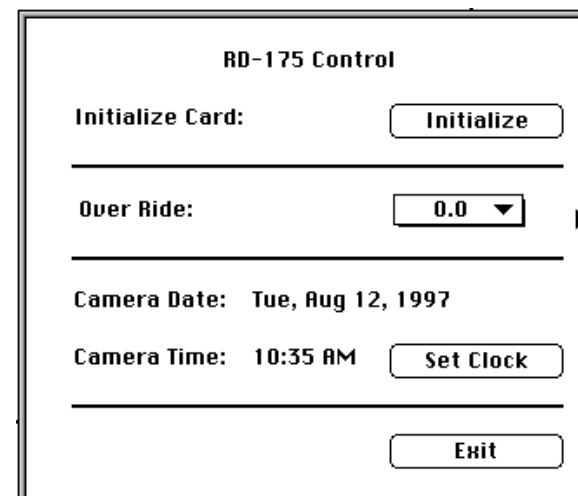 RD-175 Control
Initialize Card: Initialize
Over Ride: 0.0
Camera Date: Tue, Aug 12, 1997
Camera Time: 10:35 AM Set Clock
Exit